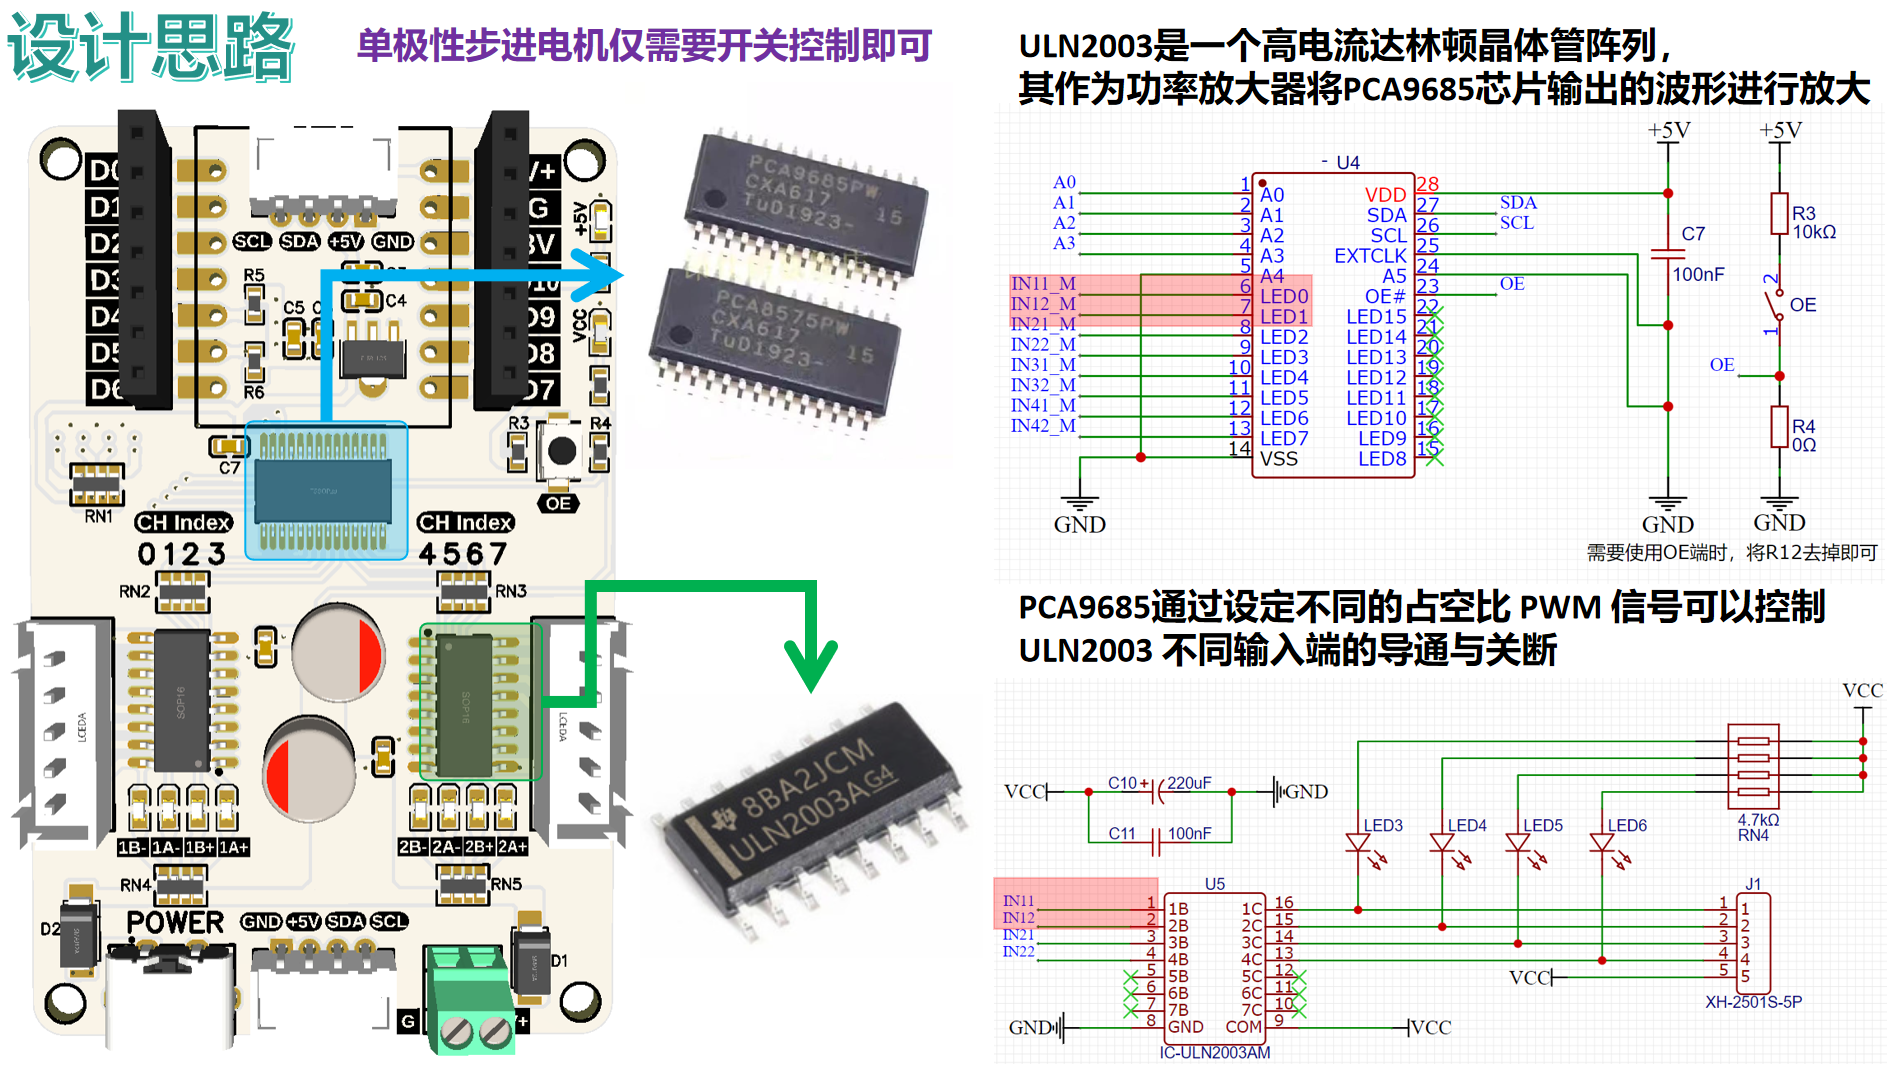 设计思路
单极性步进电机仅需要开关控制即可
ULN2003是一个高电流达林顿晶体管阵列，
其作为功率放大器将PCA9685芯片输出的波形进行放大
D0
D1
D2
D3
D4
D5
D6
V+
G
3V
D10
D9
D8
D7
SCL SDA +5V GND
+5V
VCC
R5
C5
C4
R6
R3
R4
C7
RN1
OE
CH Index
0 1 2 3
CH Index
4 5 6 7
RN2
RN3
SOP16
SOP16
LCEDA
LCEDA
1B- 1A- 1B+ 1A+
2B- 2A- 2B+ 2A+
RN4
RN5
D2
POWER
GND +5V SDA SCL
D1
G
V+
PCA9685PW
CXA617 15
TuD1923-
PCA8575PW
CXA617 15
TuD1923-
8BA2JCM
ULN2003AG4
U4
A0
A1
A2
A3
IN11_M
IN12_M
IN21_M
IN22_M
IN31_M
IN32_M
IN41_M
IN42_M
1 A0
2 A1
3 A2
4 A3
5 A4
6 LED0
7 LED1
8 LED2
9 LED3
10 LED4
11 LED5
12 LED6
13 LED7
14 VSS
VDD 28
SDA 27
SCL 26
EXTCLK 25
A5 24
OE# 23
LED15 22
LED14 21
LED13 20
LED12 19
LED11 18
LED10 17
LED9 16
LED8 15
SDA
SCL
OE
GND
+5V
C7
100nF
GND
+5V
R3
10kΩ
2
OE
1
OE
R4
0Ω
GND
需要使用OE端时，将R12去掉即可
PCA9685通过设定不同的占空比 PWM 信号可以控制
ULN2003 不同输入端的导通与关断
VCC
C10 + 220uF
GND
C11 100nF
LED3
LED4
LED5
LED6
VCC
4.7kΩ
RN4
U5
IN11
IN12
IN21
IN22
1 1B
2 2B
3 3B
4 4B
5 5B
6 6B
7 7B
8 GND
1C 16
2C 15
3C 14
4C 13
5C 12
6C 11
7C 10
COM 9
GND
VCC
IC-ULN2003AM
J1
1 1
2 2
3 3
4 4
5 5
VCC
XH-2501S-5P